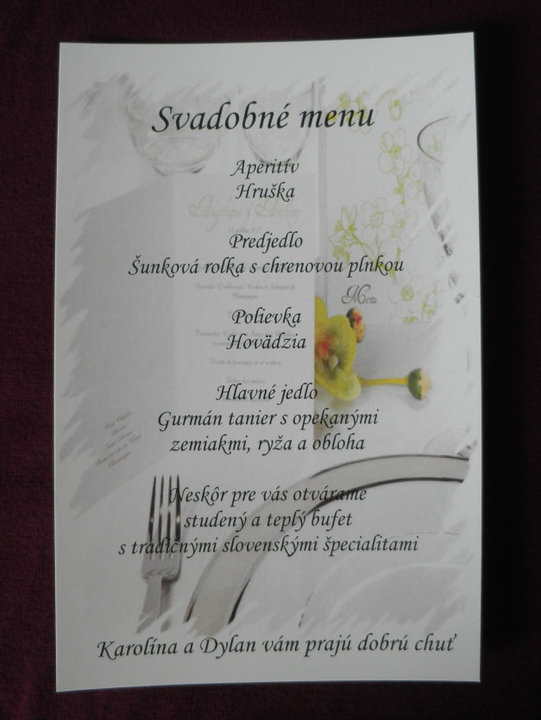 Svadobné menu
Aperitív
Hruška
Predjedlo
Šunková rolka s chrenovou plnkou
Menu
Polievka
Hovädzia
Hlavné jedlo
Gurmán tanier s opekanými
zemiakmi, ryža a obloha
Neskôr pre vás otvárame
studený a teplý bufet
s tradičnými slovenskými špecialitami
Karolína a Dylan vám prajú dobrú chuť